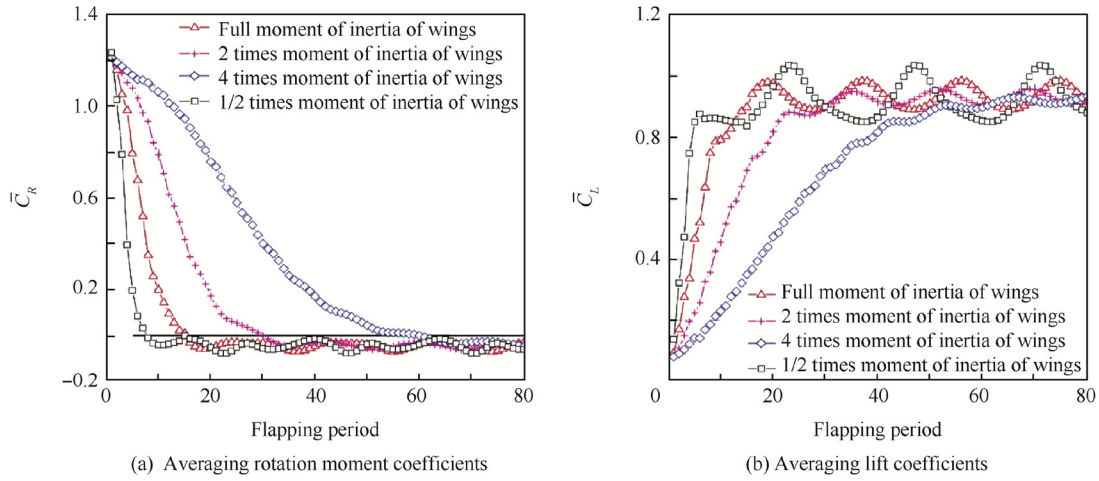 1.4
1.0
0.6
0.2
−0.2
C̄_R
0
20
40
60
80
Flapping period
Full moment of inertia of wings
2 times moment of inertia of wings
4 times moment of inertia of wings
1/2 times moment of inertia of wings
(a) Averaging rotation moment coefficients
1.2
0.8
0.4
C̄_L
0
20
40
60
80
Flapping period
Full moment of inertia of wings
2 times moment of inertia of wings
4 times moment of inertia of wings
1/2 times moment of inertia of wings
(b) Averaging lift coefficients